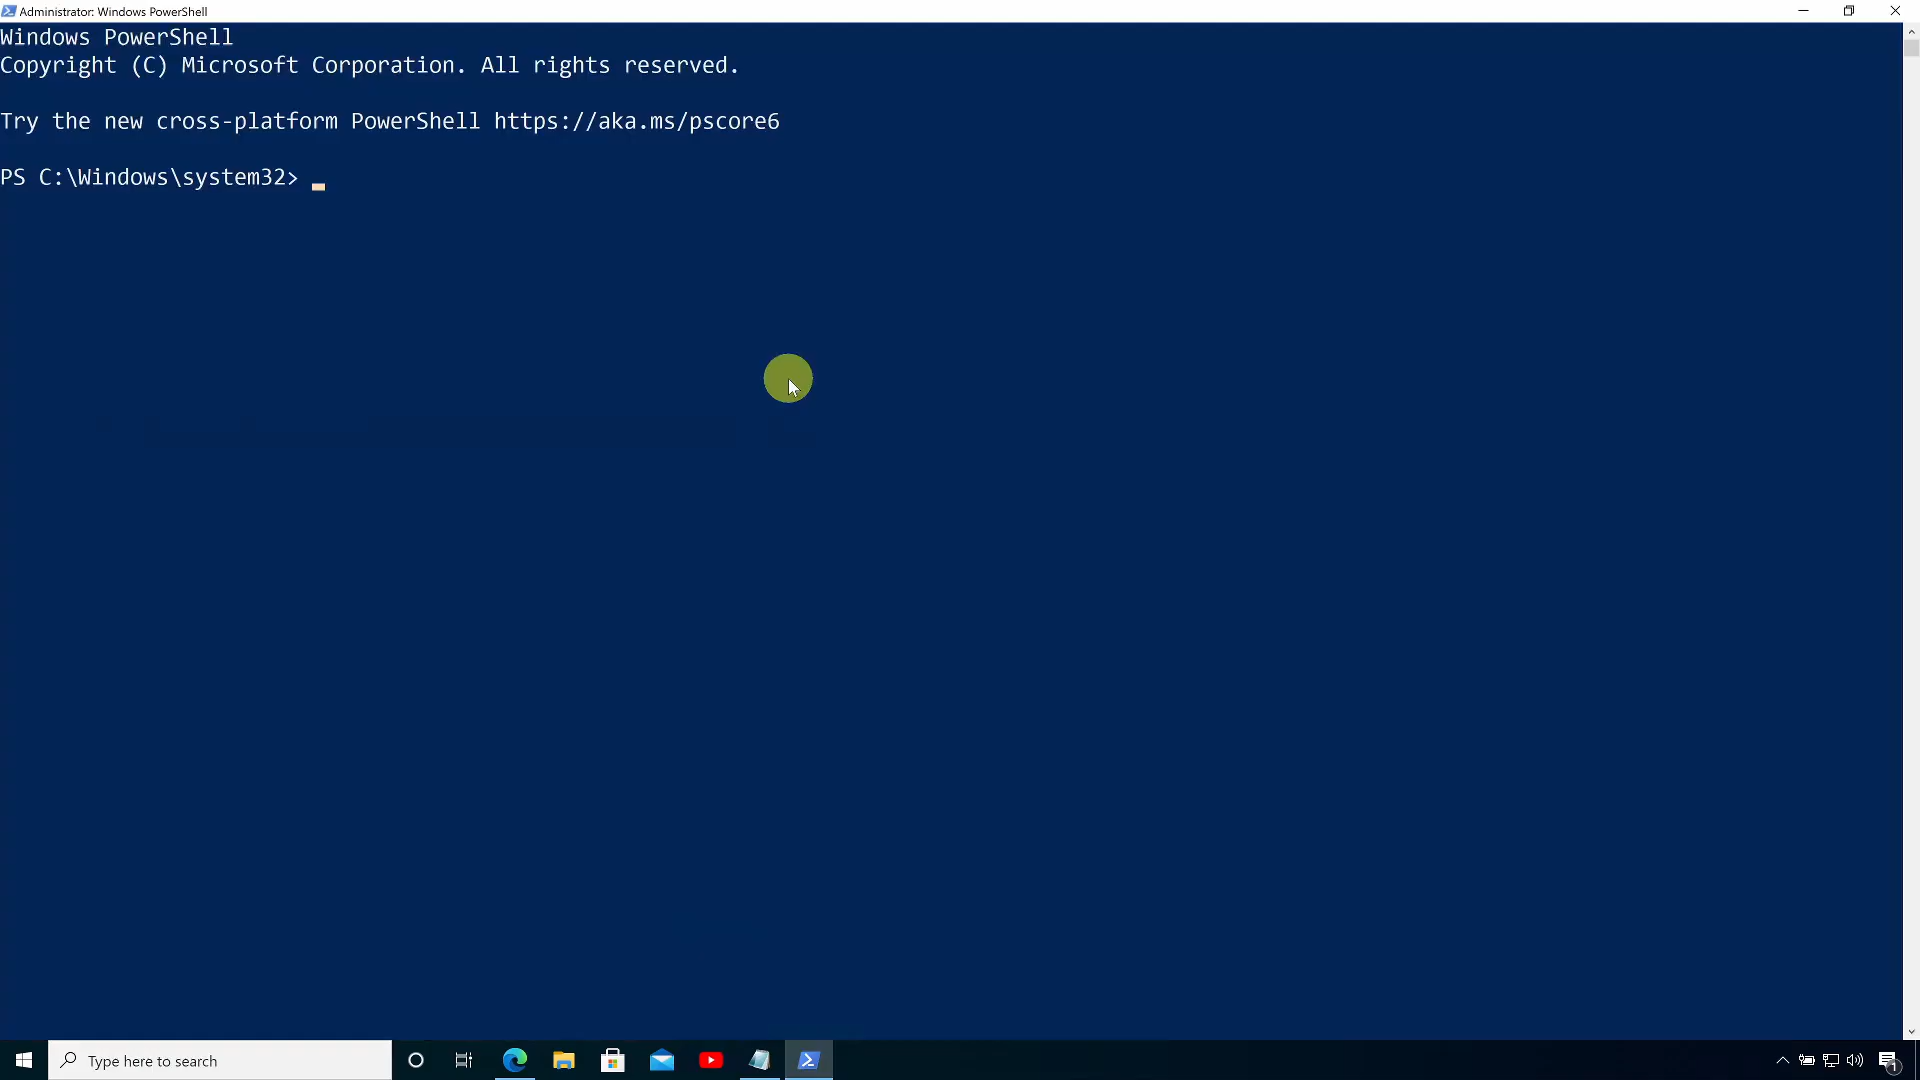 Administrator: Windows PowerShell
Windows PowerShell
Copyright (C) Microsoft Corporation. All rights reserved.
Try the new cross-platform PowerShell https://aka.ms/pscore6
PS C:\Windows\system32>
Type here to search
1